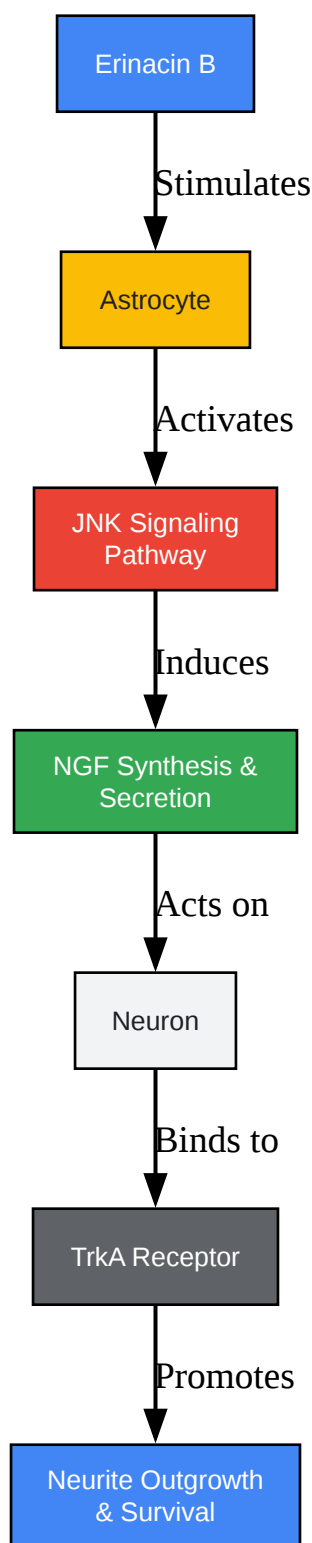 Erinacin B
Stimulates
Astrocyte
Activates
JNK Signaling
Pathway
Induces
NGF Synthesis &
Secretion
Acts on
Neuron
Binds to
TrkA Receptor
Promotes
Neurite Outgrowth
& Survival